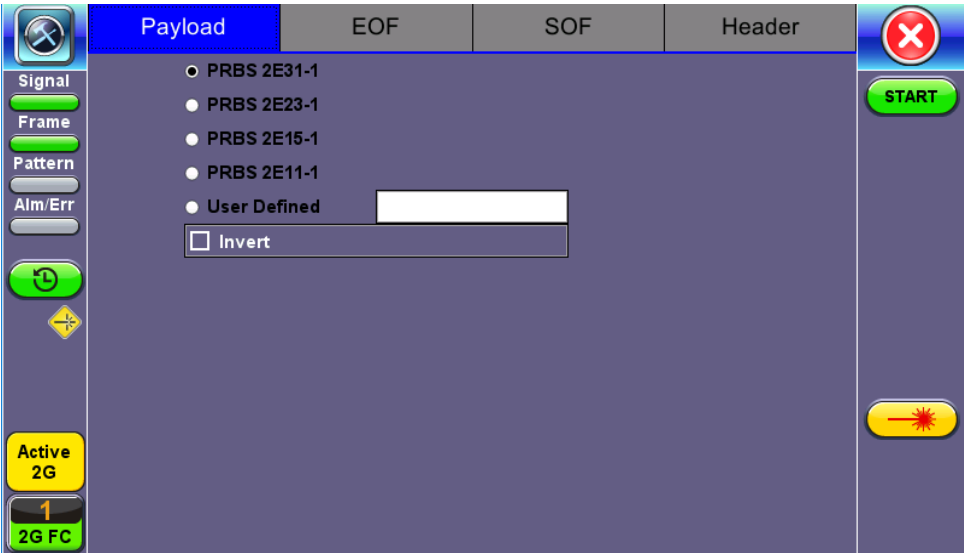 Payload EOF SOF Header
Signal
Frame
Pattern
Alm/Err
PRBS 2E31-1
PRBS 2E23-1
PRBS 2E15-1
PRBS 2E11-1
User Defined
Invert
START
Active
2G
1
2G FC